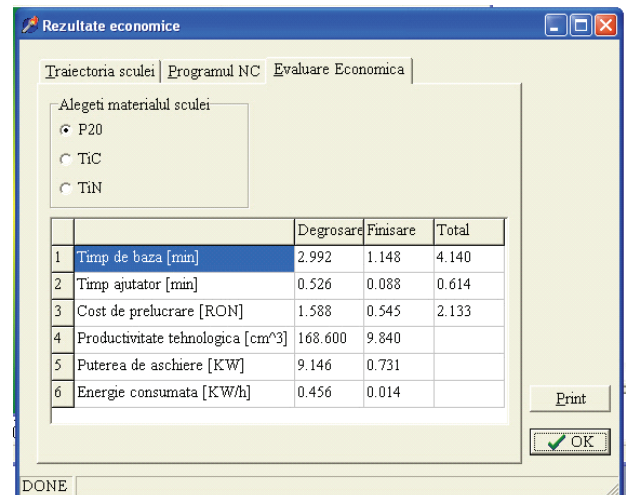 Rezultate economice
Traiectoria sculei Programul NC Evaluare Economica
Alegeti materialul sculei
P20
TiC
TiN
Degrosare Finisare Total
1 Timp de baza [min] 2.992 1.148 4.140
2 Timp ajutator [min] 0.526 0.088 0.614
3 Cost de prelucrare [RON] 1.588 0.545 2.133
4 Productivitate tehnologica [cm^3] 168.600 9.840
5 Puterea de aschiere [KW] 9.146 0.731
6 Energie consumata [KW/h] 0.456 0.014
Print
OK
DONE